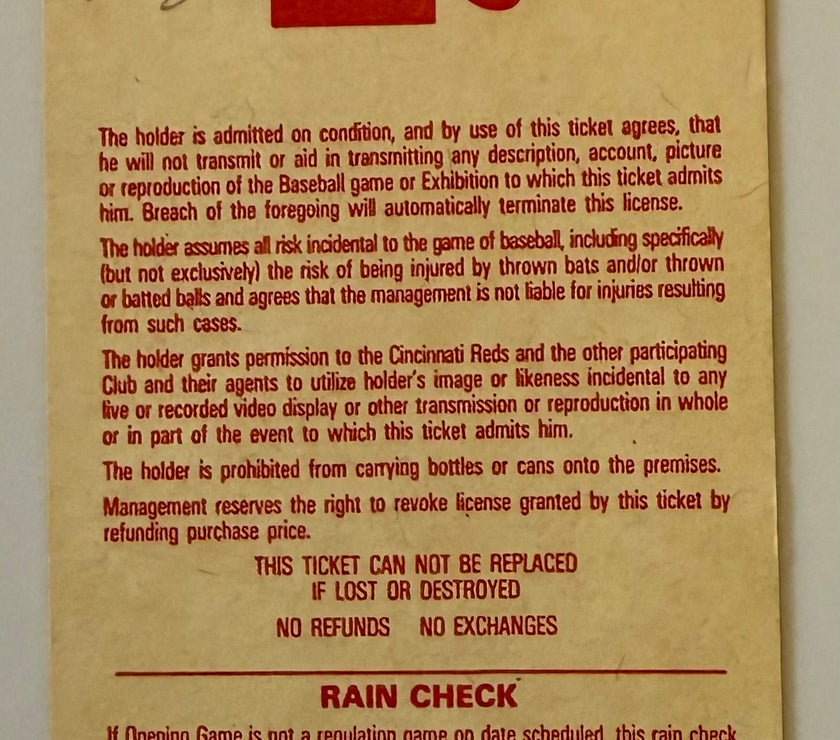 The holder is admitted on condition, and by use of this ticket agrees, that
he will not transmit or aid in transmitting any description, account, picture
or reproduction of the Baseball game or Exhibition to which this ticket admits
him. Breach of the foregoing will automatically terminate this license.
The holder assumes all risk incidental to the game of baseball, including specifically
(but not exclusively) the risk of being injured by thrown bats and/or thrown
or batted balls and agrees that the management is not liable for injuries resulting
from such cases.
The holder grants permission to the Cincinnati Reds and the other participating
Club and their agents to utilize holder's image or likeness incidental to any
live or recorded video display or other transmission or reproduction in whole
or in part of the event to which this ticket admits him.
The holder is prohibited from carrying bottles or cans onto the premises.
Management reserves the right to revoke license granted by this ticket by
refunding purchase price.
THIS TICKET CAN NOT BE REPLACED
IF LOST OR DESTROYED
NO REFUNDS NO EXCHANGES
RAIN CHECK
If Opening Game is not a regulation game on date scheduled, this rain check